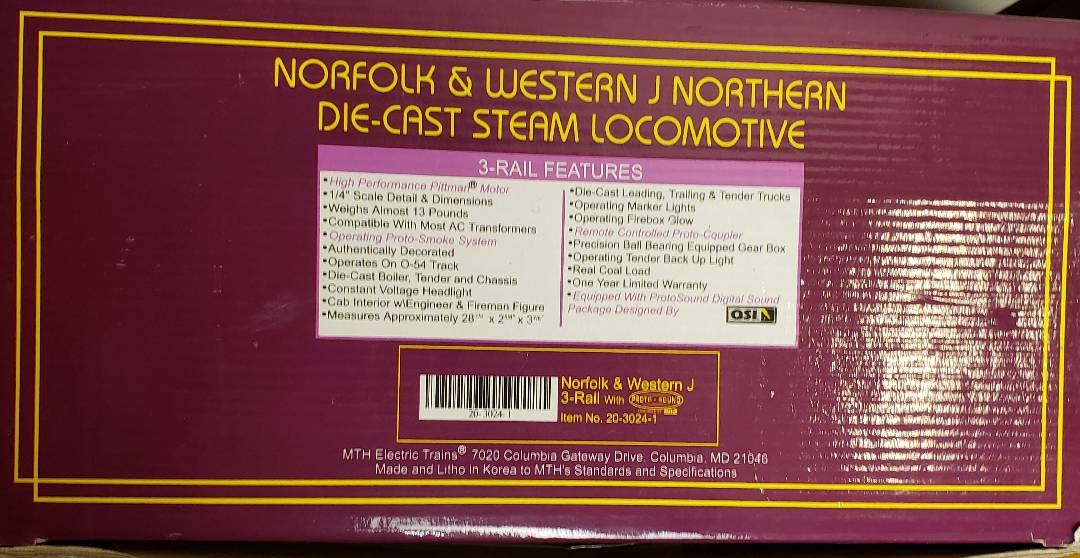 NORFOLK & WESTERN J NORTHERN
DIE-CAST STEAM LOCOMOTIVE
3-RAIL FEATURES
•High Performance Pittman® Motor
•1/4" Scale Detail & Dimensions
•Weighs Almost 13 Pounds
•Compatible With Most AC Transformers
•Operating Proto-Smoke System
•Authentically Decorated
•Operates On O-54 Track
•Die-Cast Boiler, Tender and Chassis
•Constant Voltage Headlight
•Cab Interior w\Engineer & Fireman Figure
•Measures Approximately 28 x 2 x 3
•Die-Cast Leading, Trailing & Tender Trucks
•Operating Marker Lights
•Operating Firebox Glow
•Remote Controlled Proto-Coupler
•Precision Ball Bearing Equipped Gear Box
•Operating Tender Back Up Light
•Real Coal Load
•One Year Limited Warranty
•Equipped With ProtoSound Digital Sound
Package Designed By QSI
20-3024-1
Norfolk & Western J
3-Rail With PROTO-SOUND
Item No. 20-3024-1
MTH Electric Trains® 7020 Columbia Gateway Drive, Columbia, MD 21046
Made and Litho in Korea to MTH's Standards and Specifications